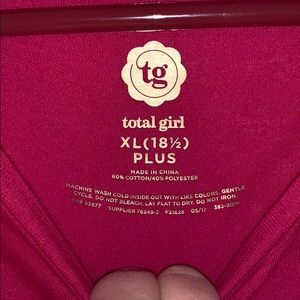 tg
total girl
XL(18½)
PLUS
MADE IN CHINA
60% COTTON/40% POLYESTER
MACHINE WASH COLD INSIDE OUT WITH LIKE COLORS. GENTLE
CYCLE. DO NOT BLEACH. LAY FLAT TO DRY. DO NOT IRON.
93677 SUPPLIER 76249-2 F21028 05/17